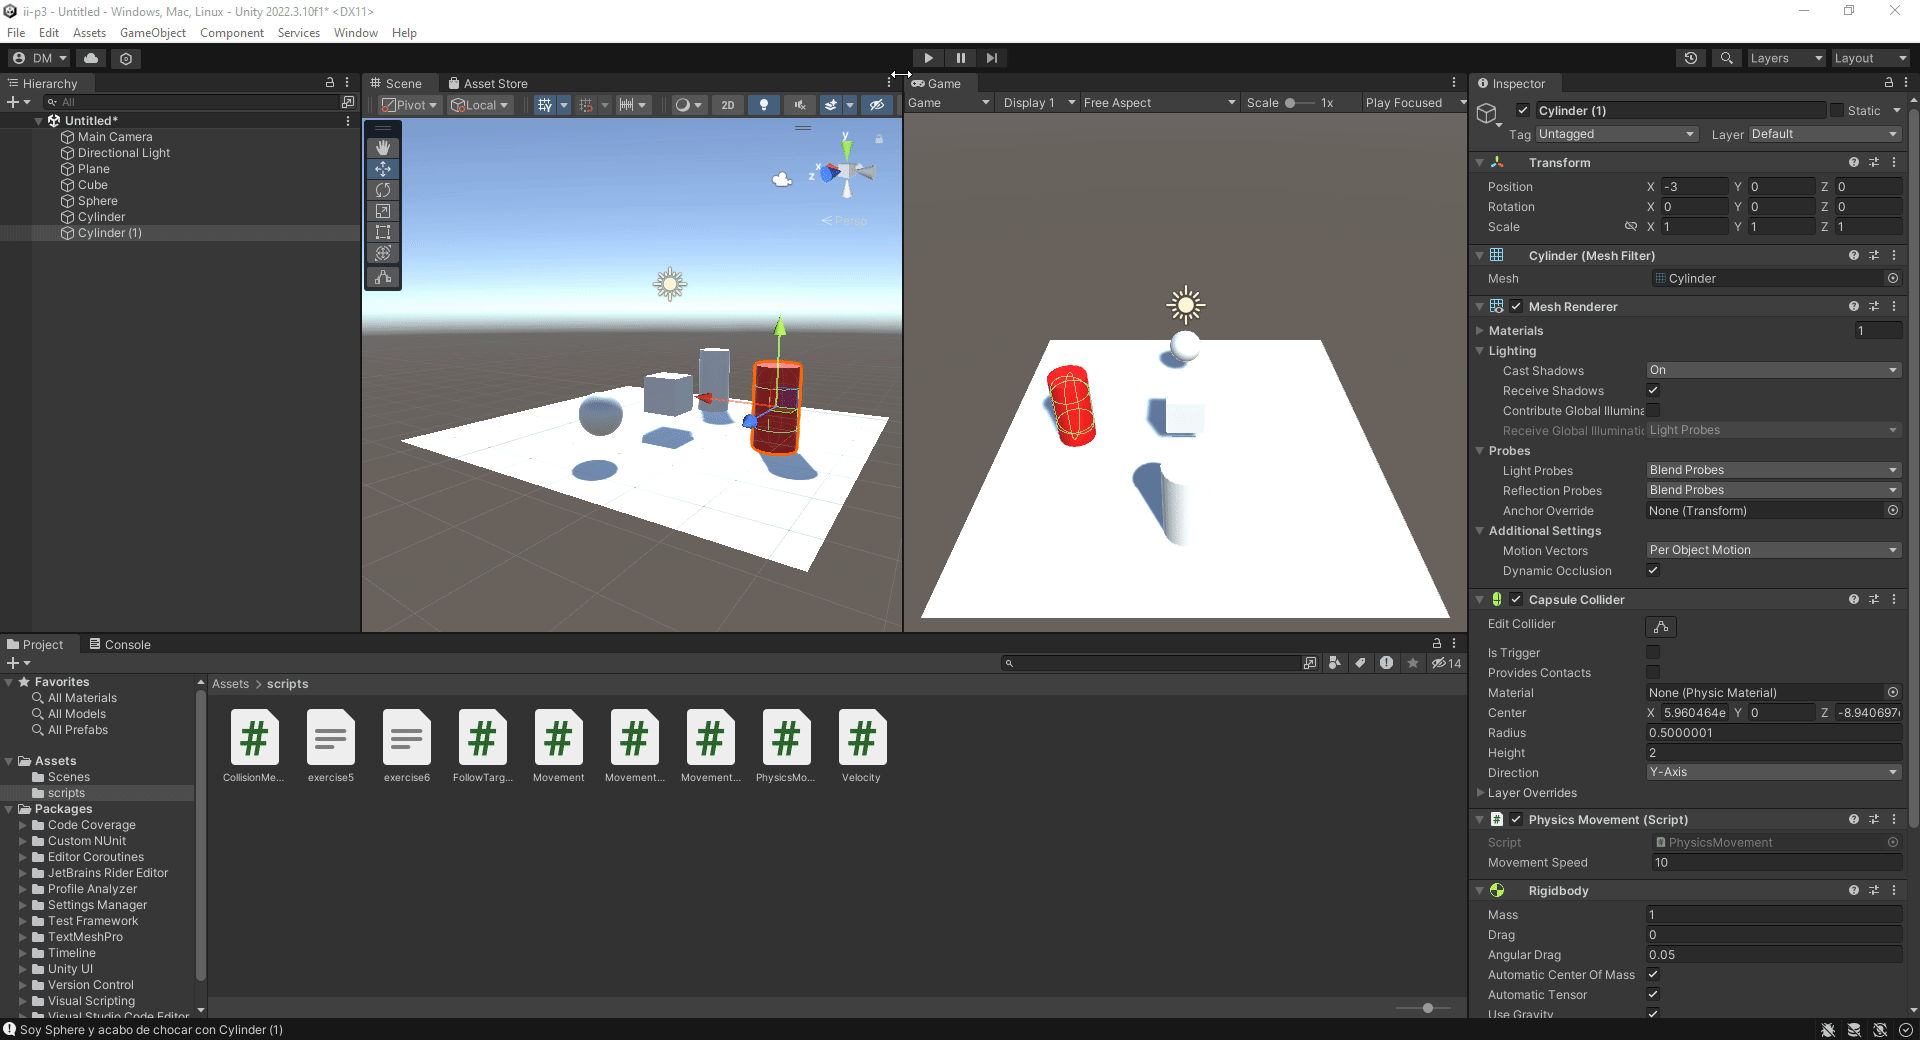 ii-p3 - Untitled - Windows, Mac, Linux - Unity 2022.3.10f1* <DX11>
File Edit Assets GameObject Component Services Window Help
DM
Layers Layout
Hierarchy
All
Untitled*
Main Camera
Directional Light
Plane
Cube
Sphere
Cylinder
Cylinder (1)
Scene Asset Store
Pivot Local 2D
y
x
z
Persp
Game
Game Display 1 Free Aspect Scale 1x Play Focused
Inspector
Cylinder (1) Static
Tag Untagged Layer Default
Transform
Position X -3 Y 0 Z 0
Rotation X 0 Y 0 Z 0
Scale X 1 Y 1 Z 1
Cylinder (Mesh Filter)
Mesh Cylinder
Mesh Renderer
Materials 1
Lighting
Cast Shadows On
Receive Shadows
Contribute Global Illumina
Receive Global Illuminatic Light Probes
Probes
Light Probes Blend Probes
Reflection Probes Blend Probes
Anchor Override None (Transform)
Additional Settings
Motion Vectors Per Object Motion
Dynamic Occlusion
Capsule Collider
Edit Collider
Is Trigger
Provides Contacts
Material None (Physic Material)
Center X 5.960464e Y 0 Z -8.940697
Radius 0.5000001
Height 2
Direction Y-Axis
Layer Overrides
Physics Movement (Script)
Script PhysicsMovement
Movement Speed 10
Rigidbody
Mass 1
Drag 0
Angular Drag 0.05
Automatic Center Of Mass
Automatic Tensor
Use Gravity
Project Console
14
Favorites
All Materials
All Models
All Prefabs
Assets
Scenes
scripts
Packages
Code Coverage
Custom NUnit
Editor Coroutines
JetBrains Rider Editor
Profile Analyzer
Settings Manager
Test Framework
TextMeshPro
Timeline
Unity UI
Version Control
Visual Scripting
Visual Studio Code Editor
Assets > scripts
CollisionMe... exercise5 exercise6 FollowTarg... Movement Movement... Movement... PhysicsMo... Velocity
Soy Sphere y acabo de chocar con Cylinder (1)